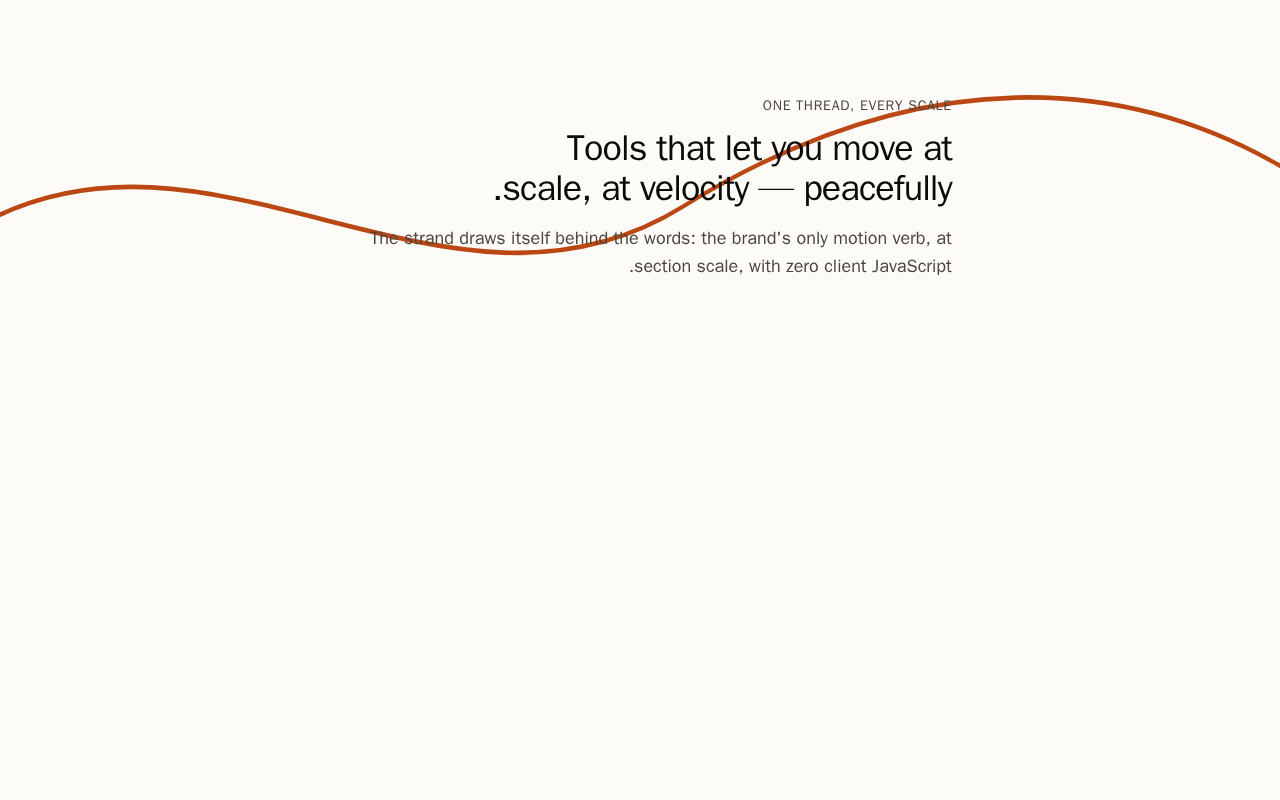 ONE THREAD, EVERY SCALE
Tools that let you move at
.scale, at velocity — peacefully
The strand draws itself behind the words: the brand's only motion verb, at
.section scale, with zero client JavaScript